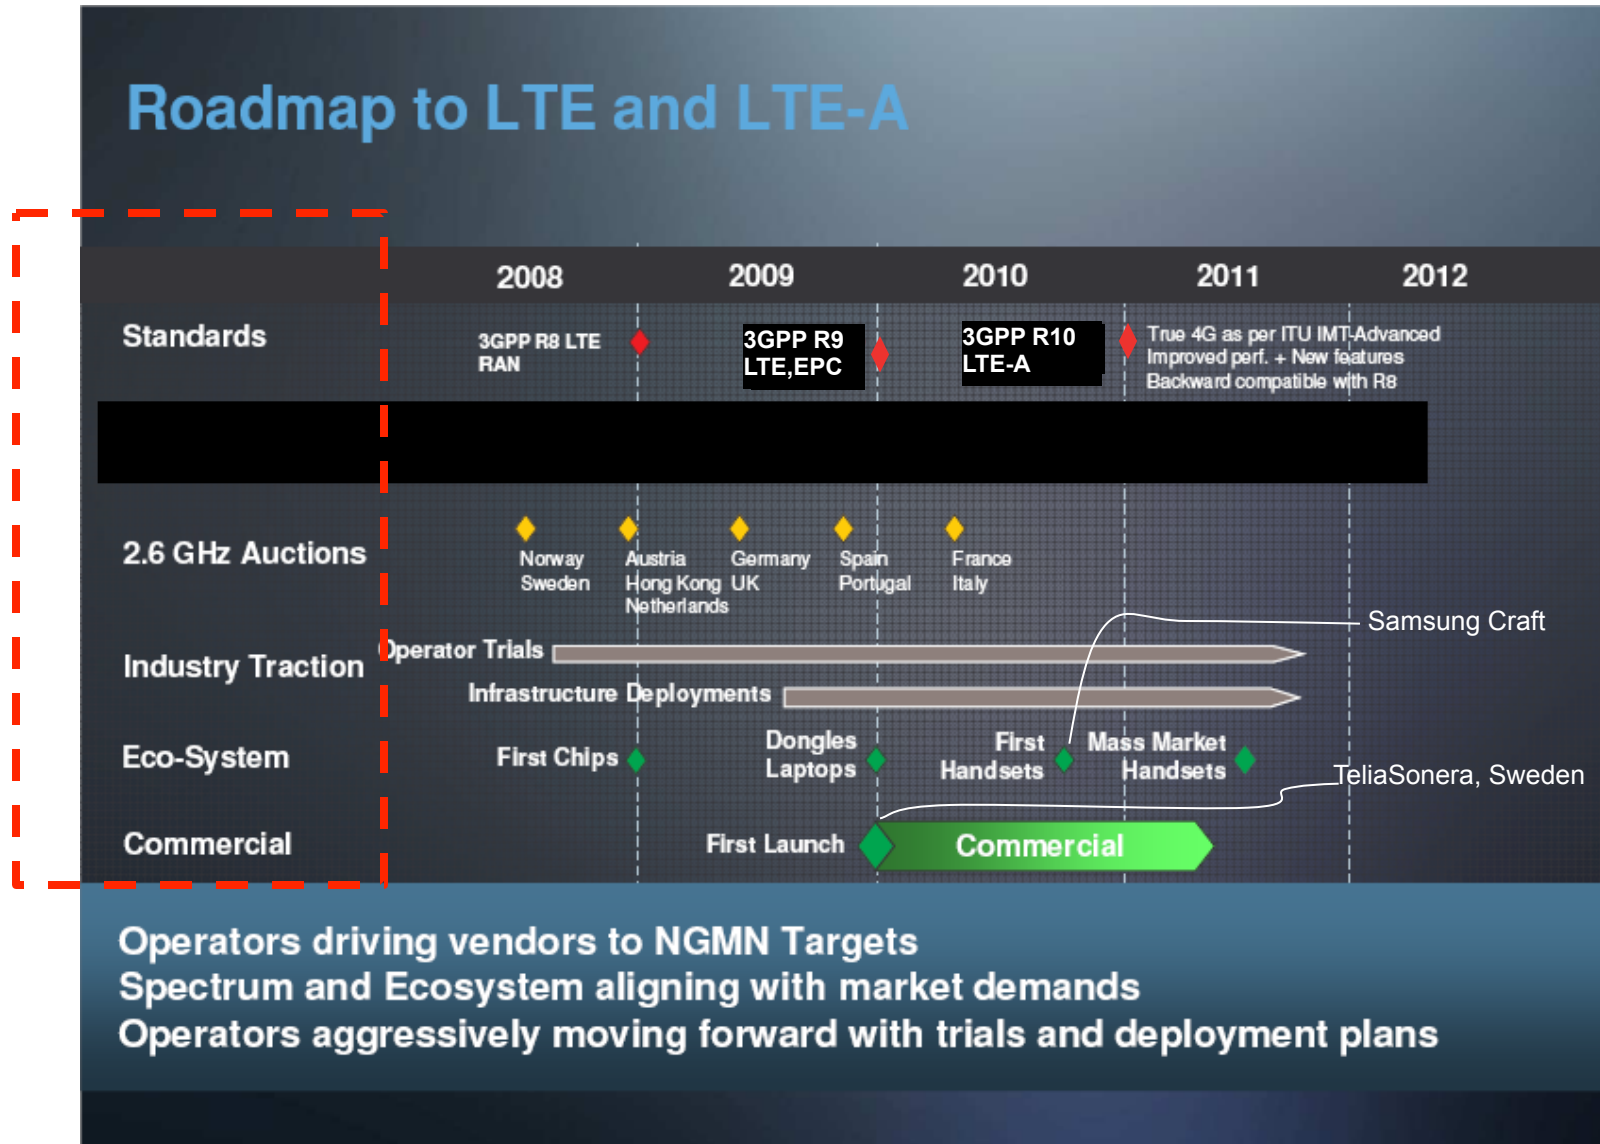 Roadmap to LTE and LTE-A
2008 2009 2010 2011 2012
Standards
3GPP R8 LTE
RAN
3GPP R9
LTE,EPC
3GPP R10
LTE-A
True 4G as per ITU IMT-Advanced
Improved perf. + New features
Backward compatible with R8
2.6 GHz Auctions
Norway
Sweden
Austria
Hong Kong
Netherlands
Germany
UK
Spain
Portugal
France
Italy
Samsung Craft
Industry Traction
Operator Trials
Infrastructure Deployments
Eco-System
First Chips
Dongles
Laptops
First
Handsets
Mass Market
Handsets
TeliaSonera, Sweden
Commercial
First Launch
Commercial
Operators driving vendors to NGMN Targets
Spectrum and Ecosystem aligning with market demands
Operators aggressively moving forward with trials and deployment plans